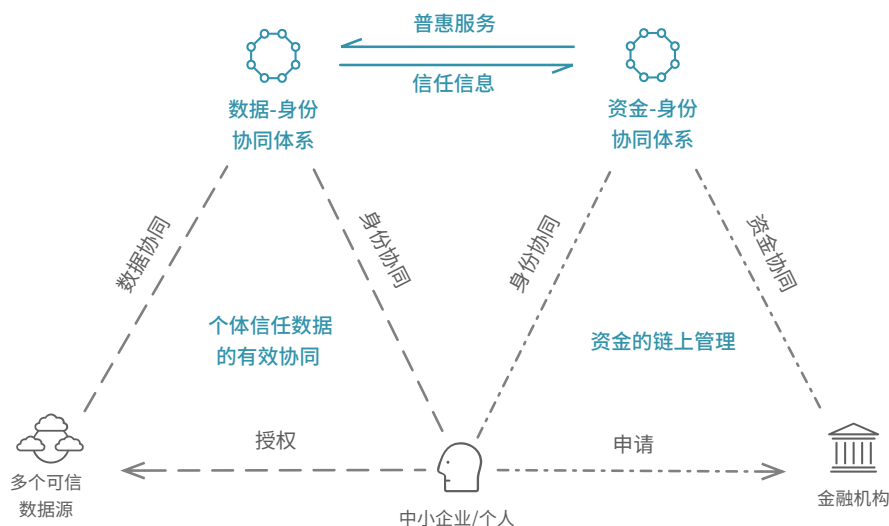 普惠服务
信任信息
数据-身份
协同体系
资金-身份
协同体系
数据协同
身份协同
身份协同
资金协同
个体信任数据
的有效协同
资金的链上管理
授权
申请
多个可信
数据源
中小企业/个人
金融机构